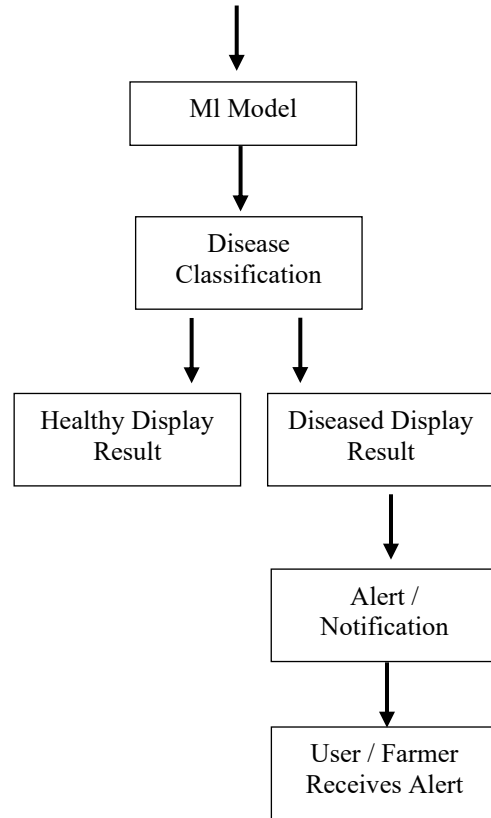 Ml Model
Disease
Classification
Healthy Display
Result
Diseased Display
Result
Alert /
Notification
User / Farmer
Receives Alert